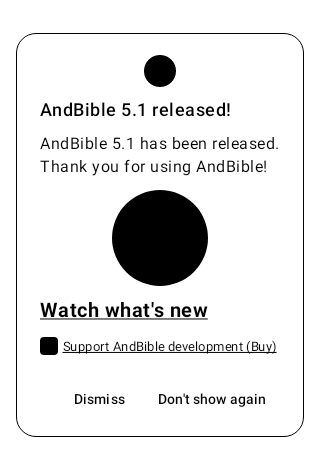 AndBible 5.1 released!
AndBible 5.1 has been released.
Thank you for using AndBible!
Watch what's new
Support AndBible development (Buy)
Dismiss
Don't show again